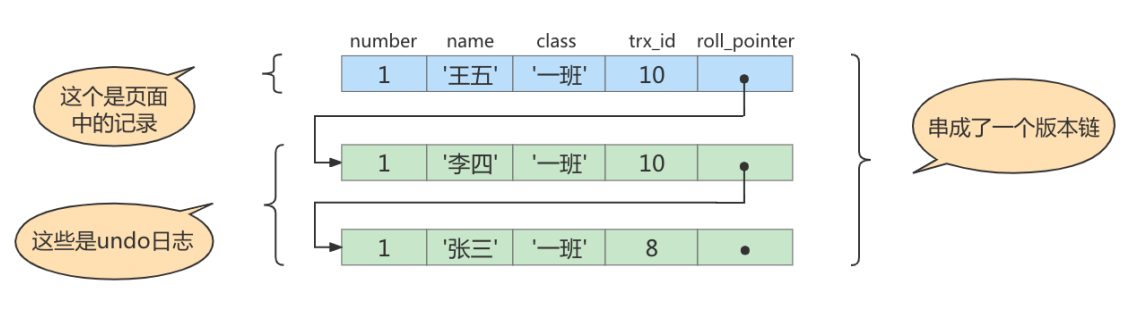 number name class trx_id roll_pointer
1 '王五' '一班' 10
这个是页面
中的记录
串成了一个版本链
1 '李四' '一班' 10
这些是undo日志
1 '张三' '一班' 8